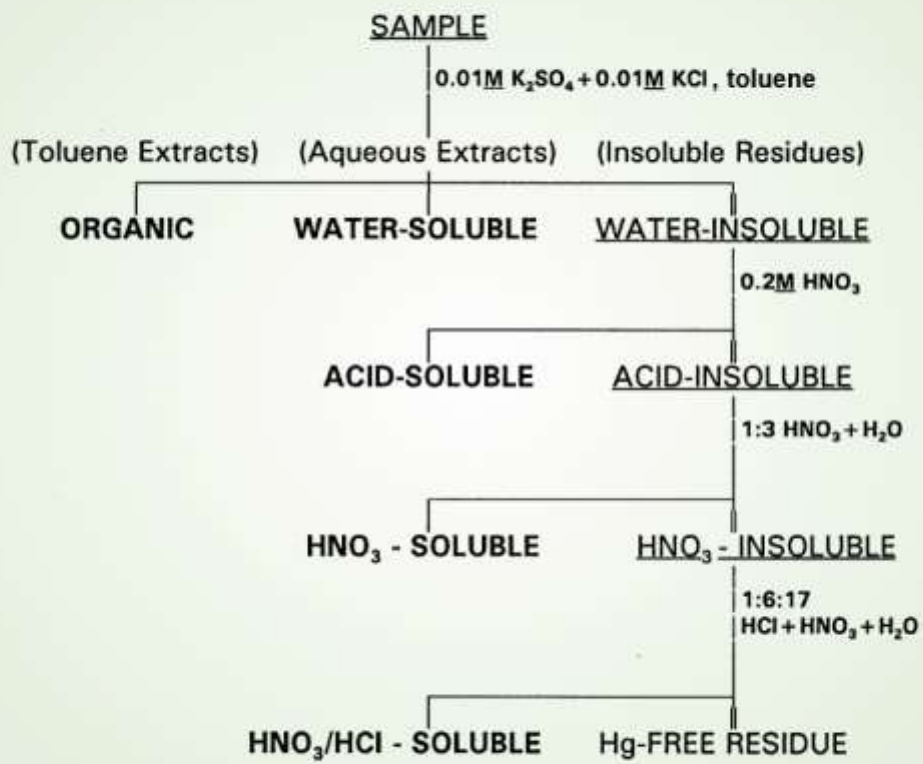 SAMPLE
0.01M K₂SO₄ + 0.01M KCl, toluene
(Toluene Extracts) (Aqueous Extracts) (Insoluble Residues)
ORGANIC WATER-SOLUBLE WATER-INSOLUBLE
0.2M HNO₃
ACID-SOLUBLE ACID-INSOLUBLE
1:3 HNO₃ + H₂O
HNO₃ - SOLUBLE HNO₃ - INSOLUBLE
1:6:17
HCl + HNO₃ + H₂O
HNO₃/HCl - SOLUBLE Hg-FREE RESIDUE